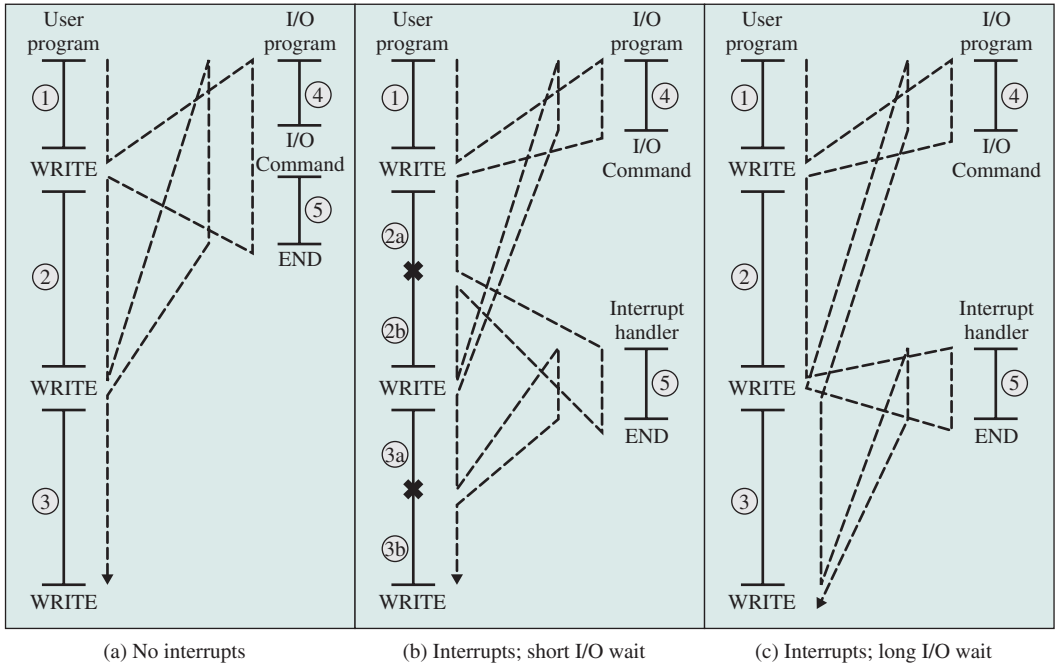 User
program
I/O
program
1
4
I/O
Command
WRITE
5
END
2
WRITE
3
WRITE
(a) No interrupts
User
program
I/O
program
1
4
I/O
Command
WRITE
2a
2b
Interrupt
handler
5
END
WRITE
3a
3b
WRITE
(b) Interrupts; short I/O wait
User
program
I/O
program
1
4
I/O
Command
WRITE
2
Interrupt
handler
5
END
WRITE
3
WRITE
(c) Interrupts; long I/O wait